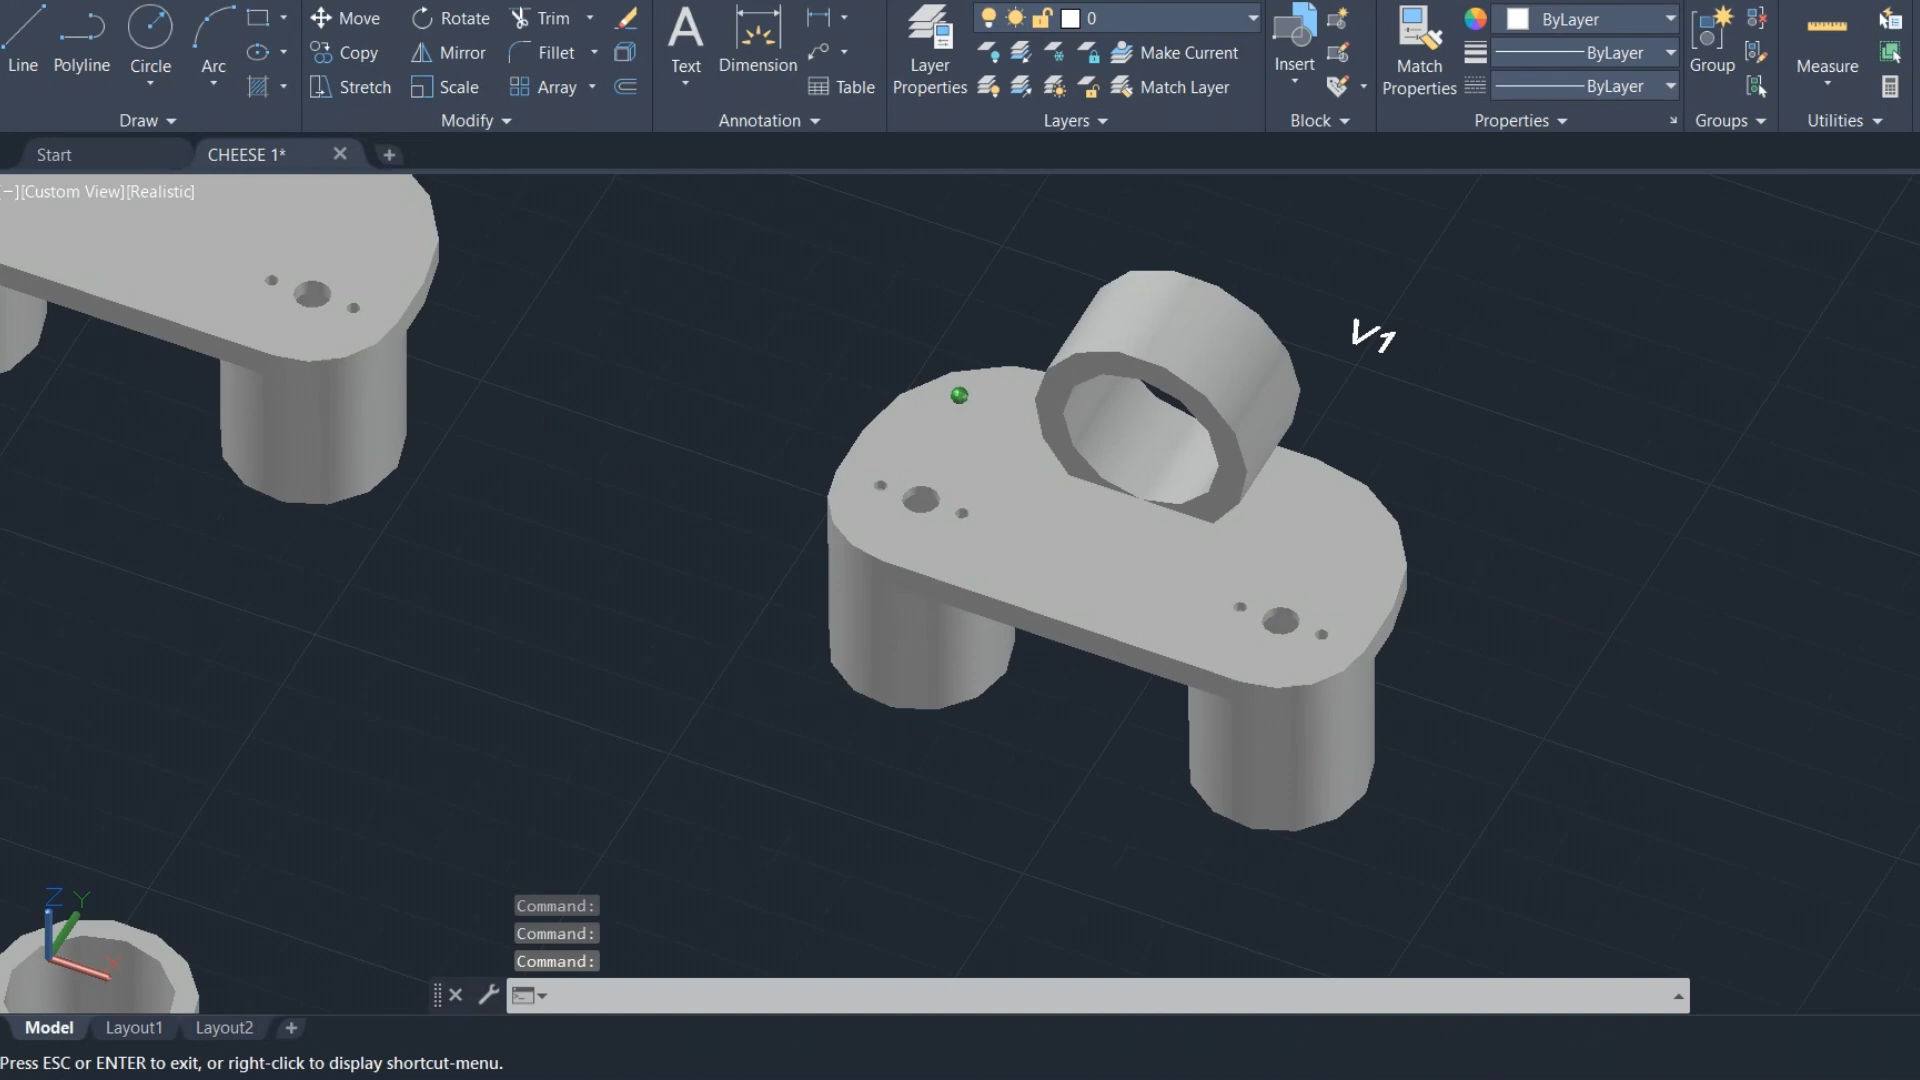 Line Polyline Circle Arc
Draw
Move Rotate Trim
Copy Mirror Fillet
Stretch Scale Array
Modify
Text Dimension Table
Annotation
Layer Properties
0
Make Current
Match Layer
Layers
Insert
Block
Match Properties
ByLayer
ByLayer
ByLayer
Properties
Group
Groups
Measure
Utilities
Start CHEESE 1*
[−][Custom View][Realistic]
V1
Z Y
X
Command:
Command:
Command:
Model Layout1 Layout2
Press ESC or ENTER to exit, or right-click to display shortcut-menu.